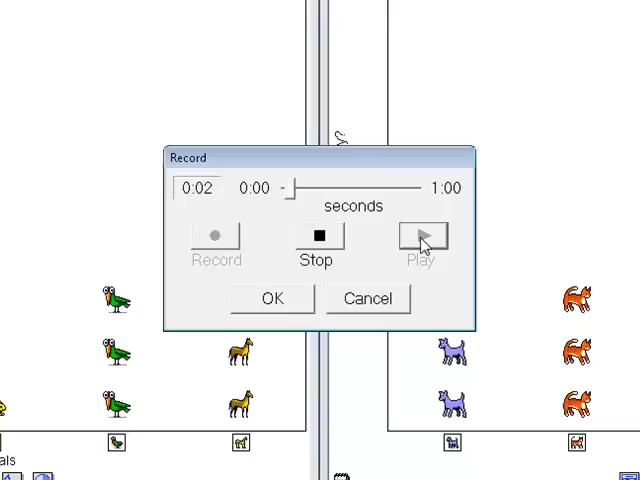 y?
Record
0:02 0:00 1:00
seconds
Record Stop Play
OK Cancel
als